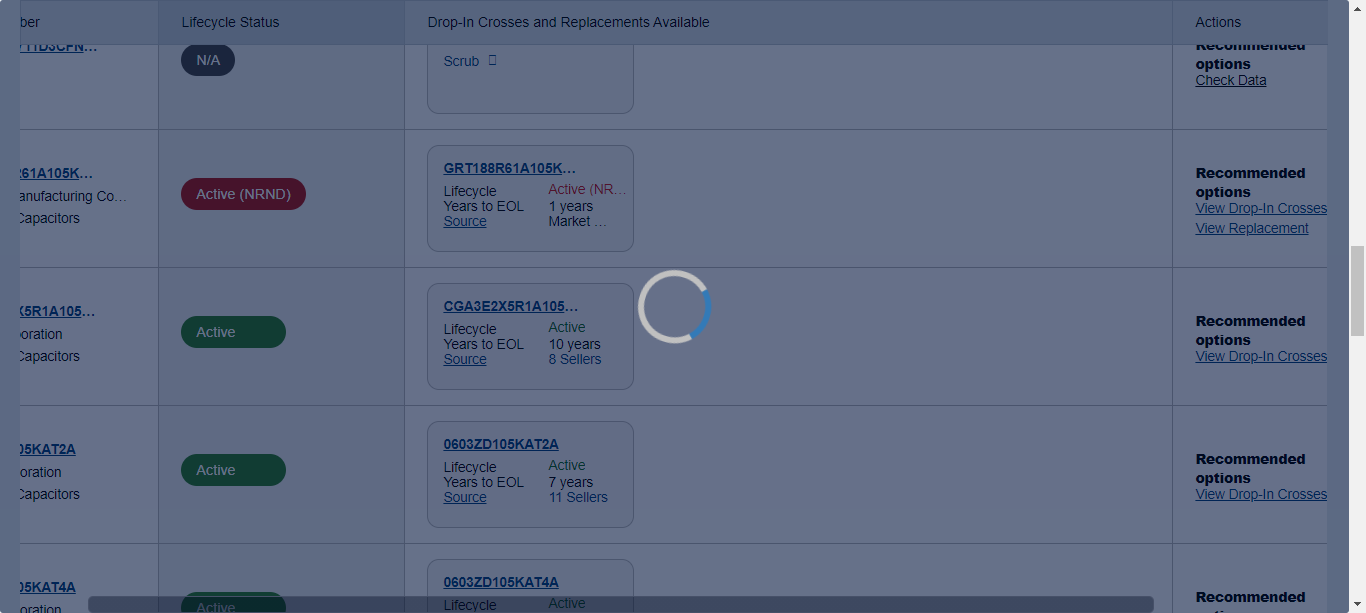 ber Lifecycle Status Drop-In Crosses and Replacements Available Actions
N/A
Scrub
Recommended
options
Check Data
R61A105K…
anufacturing Co…
Capacitors
Active (NRND)
GRT188R61A105K…
Lifecycle Active (NR…
Years to EOL 1 years
Source Market …
Recommended
options
View Drop-In Crosses
View Replacement
X5R1A105…
oration
Capacitors
Active
CGA3E2X5R1A105…
Lifecycle Active
Years to EOL 10 years
Source 8 Sellers
Recommended
options
View Drop-In Crosses
05KAT2A
oration
Capacitors
Active
0603ZD105KAT2A
Lifecycle Active
Years to EOL 7 years
Source 11 Sellers
Recommended
options
View Drop-In Crosses
05KAT4A
oration
Active
0603ZD105KAT4A
Lifecycle Active
Recommended